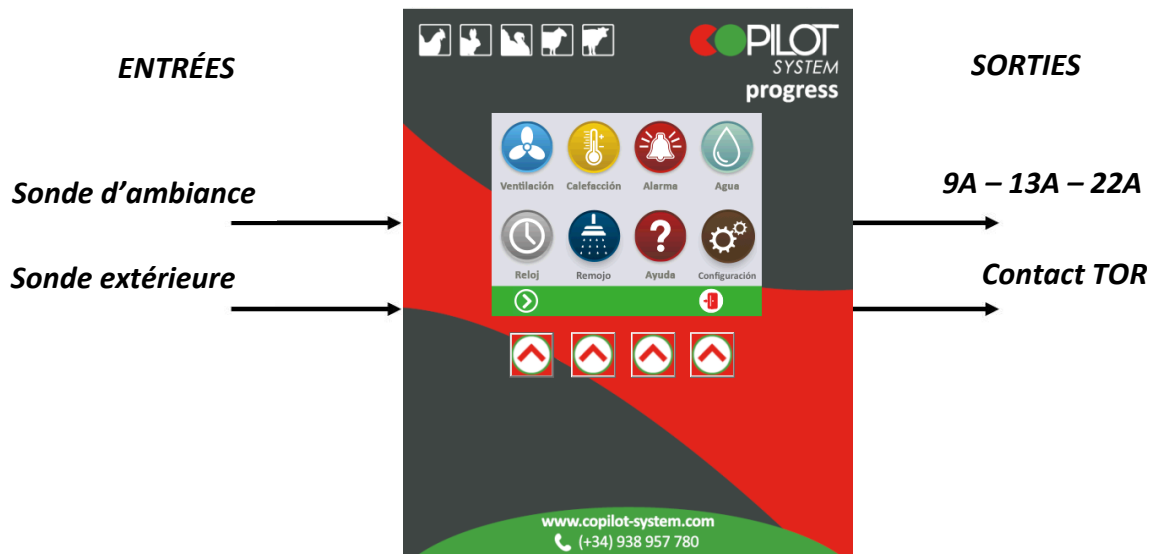 ENTRÉES
Sonde d’ambiance
Sonde extérieure
COPILOT
SYSTEM
progress
Ventilación Calefacción Alarma Agua
Reloj Remojo Ayuda Configuración
www.copilot-system.com
(+34) 938 957 780
SORTIES
9A – 13A – 22A
Contact TOR